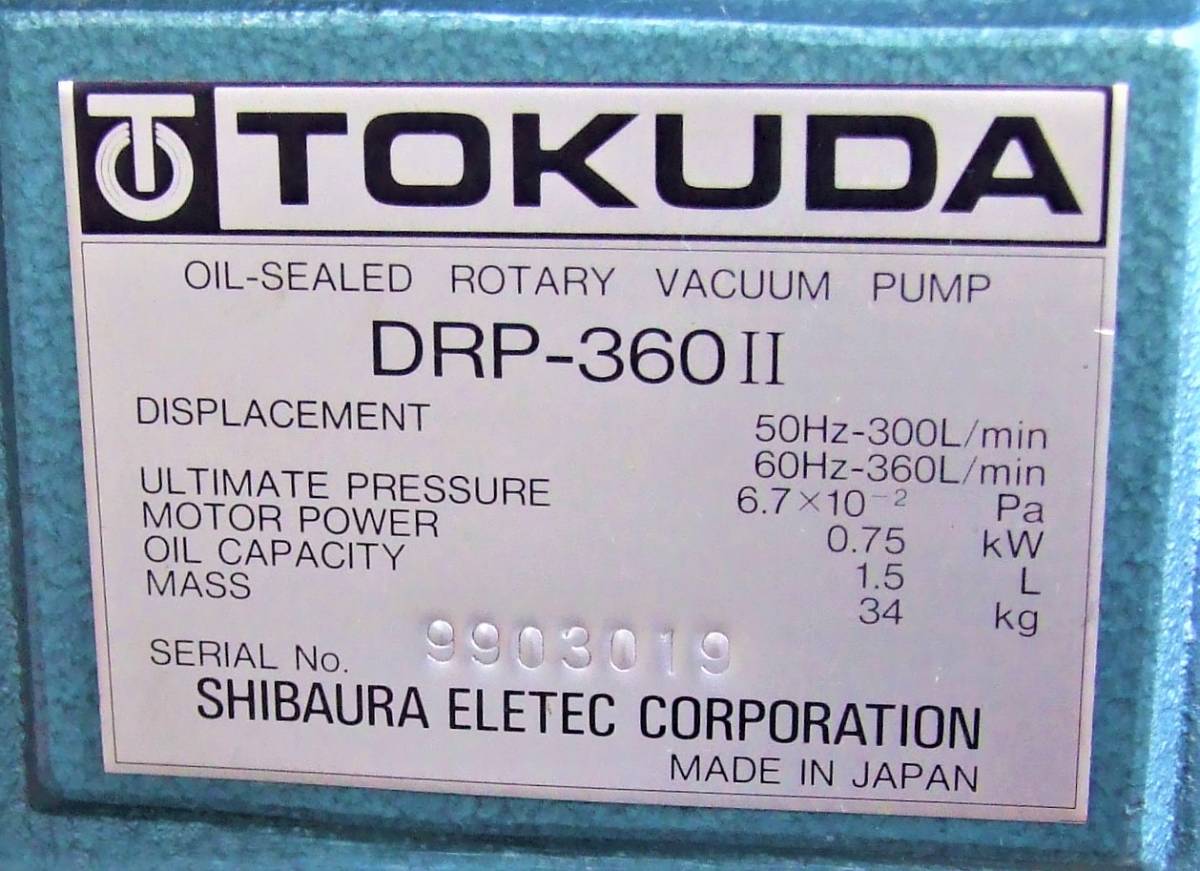 TOKUDA
OIL-SEALED ROTARY VACUUM PUMP
DRP-360II
DISPLACEMENT 50Hz-300L/min
60Hz-360L/min
ULTIMATE PRESSURE 6.7×10⁻² Pa
MOTOR POWER 0.75 kW
OIL CAPACITY 1.5 L
MASS 34 kg
SERIAL No. 9903019
SHIBAURA ELETEC CORPORATION
MADE IN JAPAN